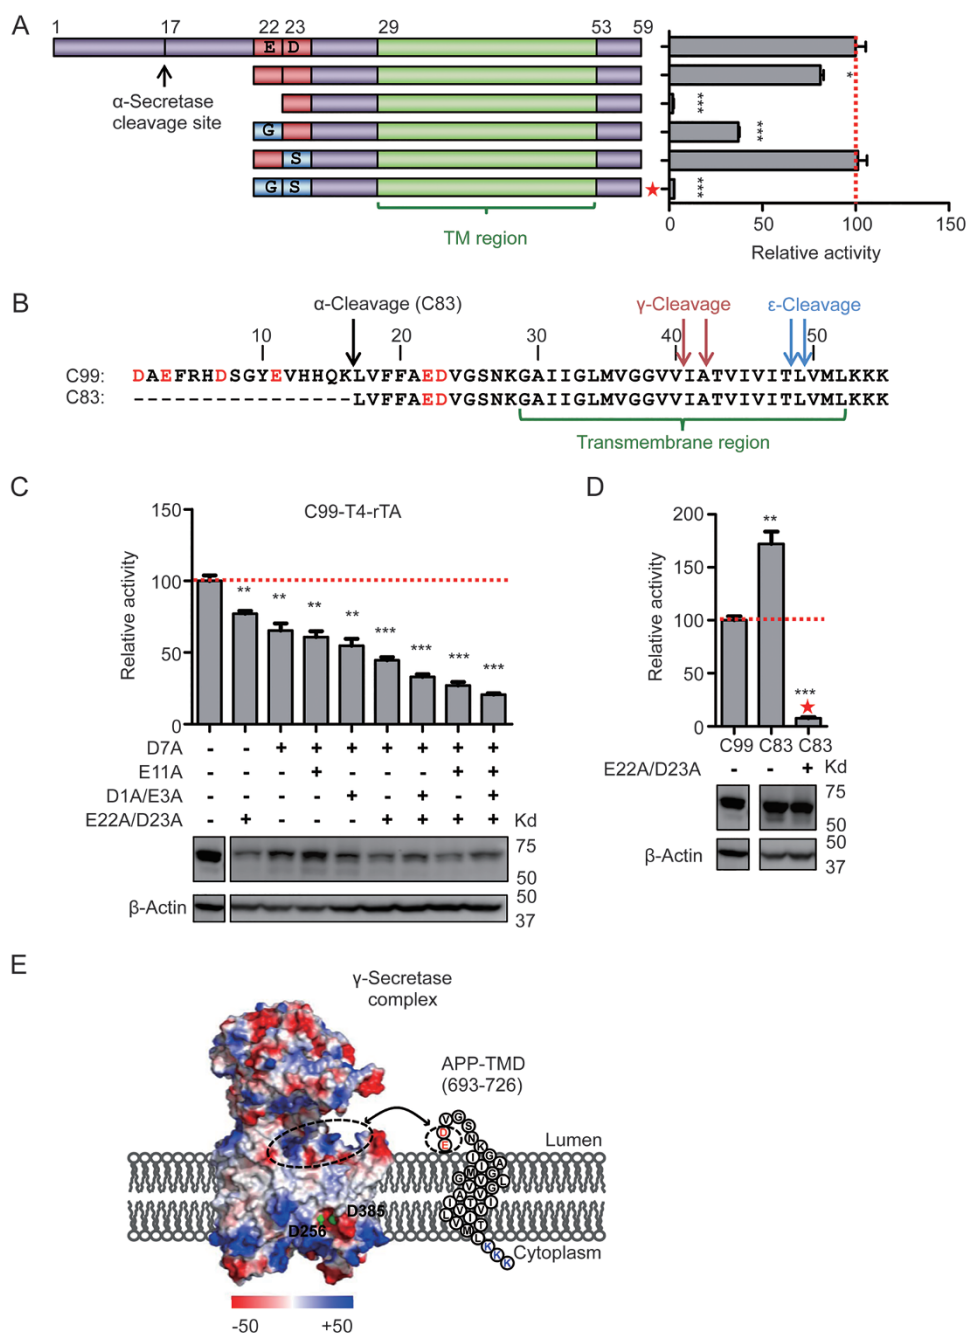 A
1 17 22 23 29 53 59
E D
α-Secretase
cleavage site
G
S
G S
TM region
*
***
***
***
0 50 100 150
Relative activity
B
α-Cleavage (C83) γ-Cleavage ε-Cleavage
10 20 30 40 50
C99: DAEFRHDSGYEVHHQKLVFFAEDVGSNKGAIIGLMVGGVVIATVIVITLVMLKKK
C83: ----------------LVFFAEDVGSNKGAIIGLMVGGVVIATVIVITLVMLKKK
Transmembrane region
C
C99-T4-rTA
Relative activity
150
100
50
0
** ** ** ** *** *** *** ***
D7A - - + + + + + + +
E11A - - - + - - - + +
D1A/E3A - - - - + - + - +
E22A/D23A - + - - - + + + + Kd
75
50
β-Actin 50
37
D
Relative activity
200
150
100
50
0
**
***
C99 C83 C83
E22A/D23A - - + Kd
75
50
β-Actin 50
37
E
γ-Secretase
complex
APP-TMD
(693-726)
Lumen
D385
D256
Cytoplasm
E D V G S N K G A
K K K
-50 +50